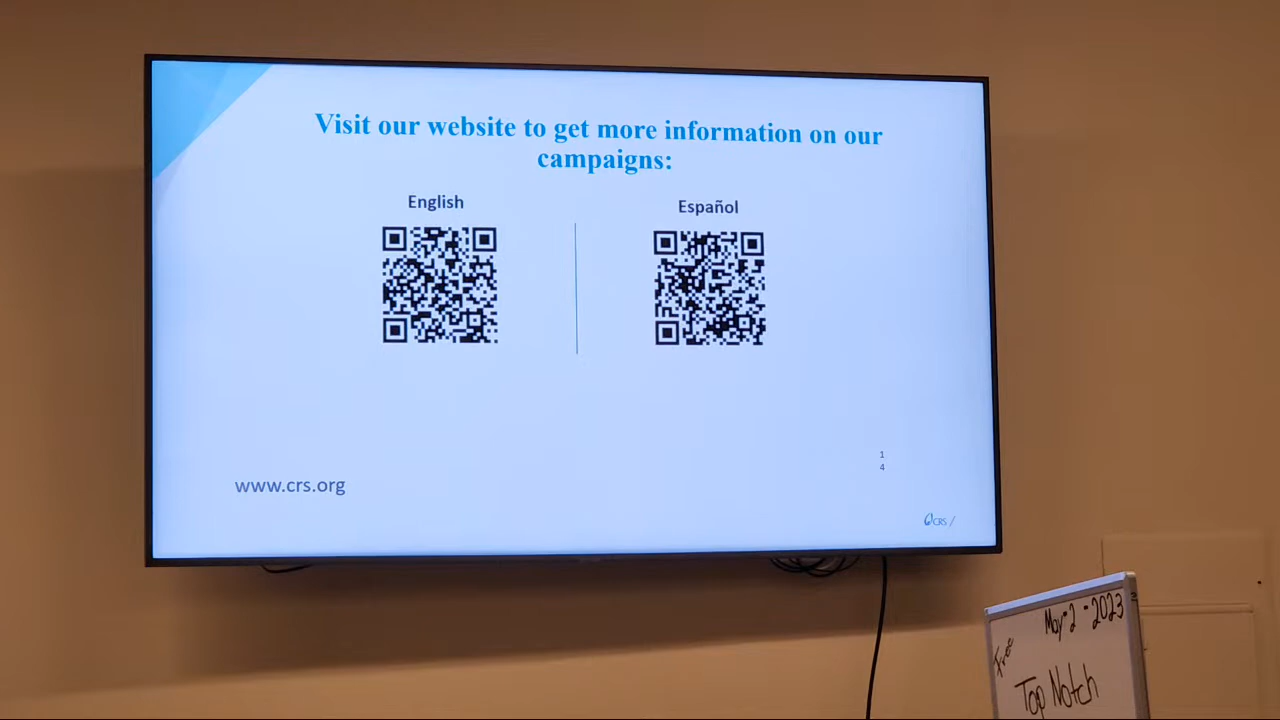 Visit our website to get more information on our
campaigns:
English
Español
1
4
www.crs.org
CRS
May 2 - 2023
Free
Top Notch